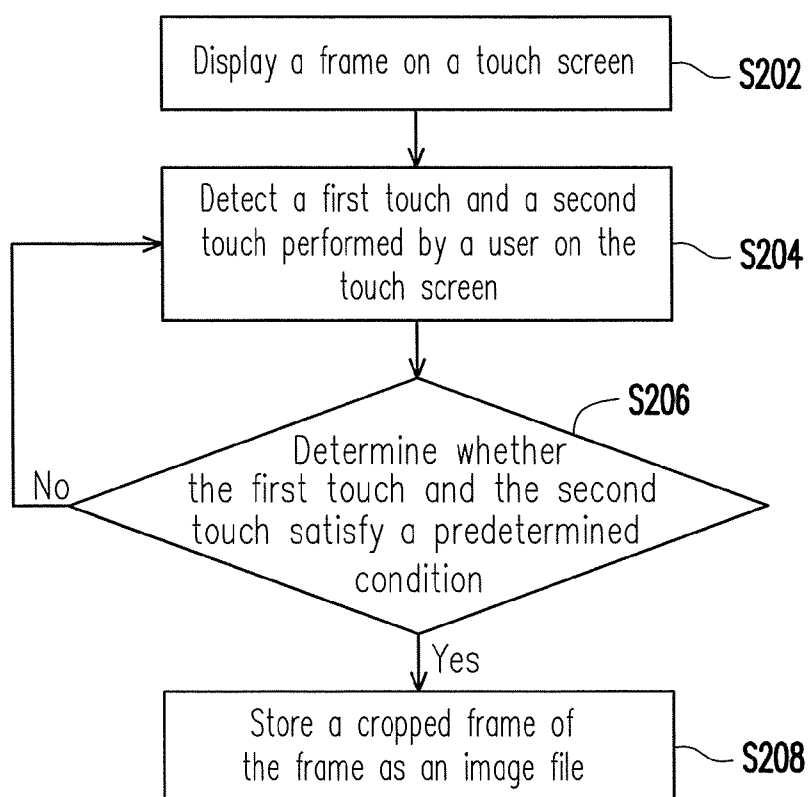 Display a frame on a touch screen
S202
Detect a first touch and a second
touch performed by a user on the
touch screen
S204
S206
Determine whether
the first touch and the second
touch satisfy a predetermined
condition
No
Yes
Store a cropped frame of
the frame as an image file
S208